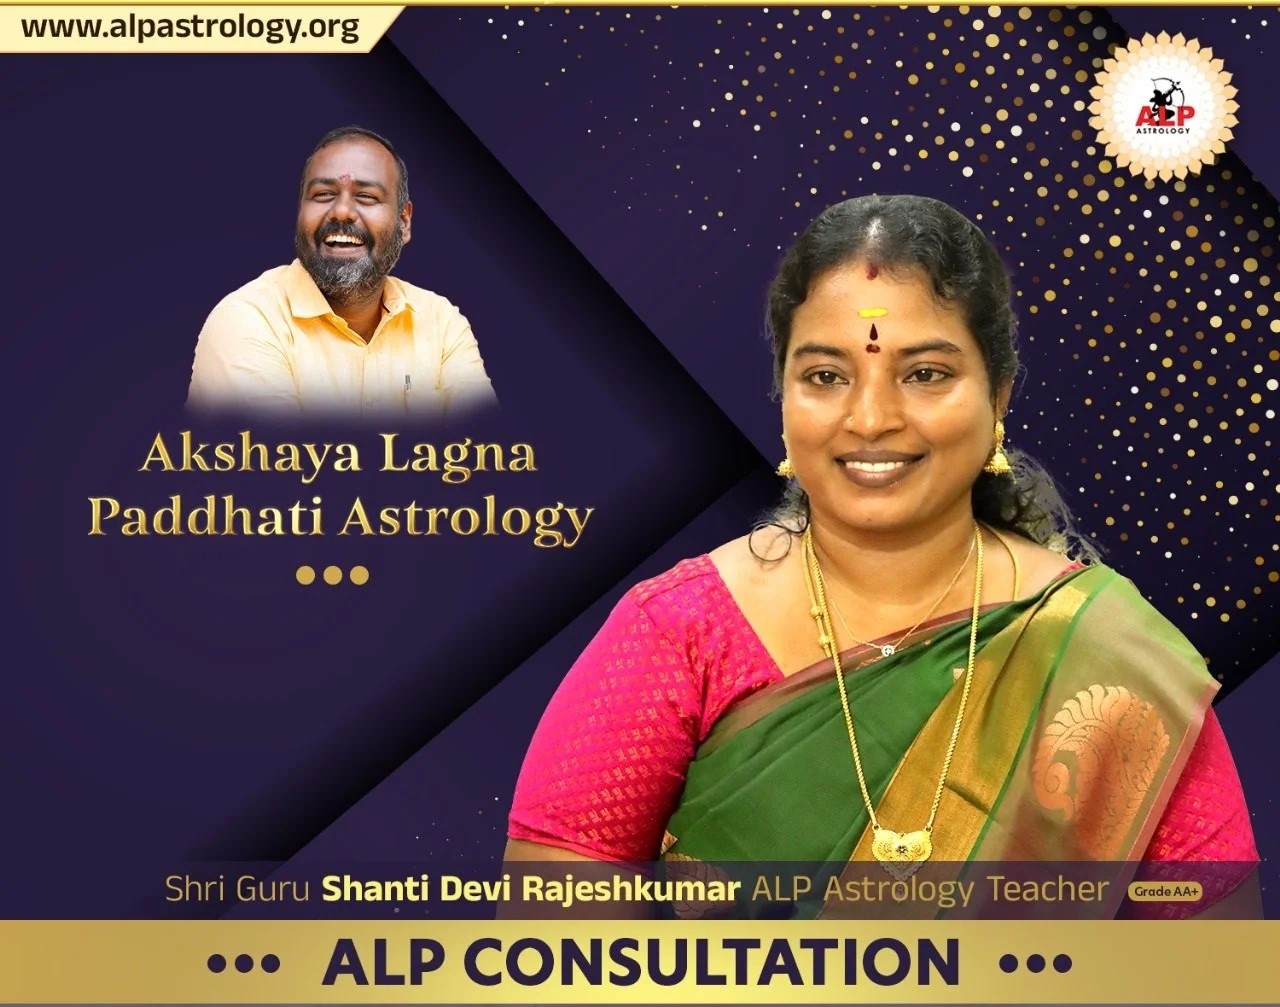 www.alpastrology.org
ALP
ASTROLOGY
Akshaya Lagna
Paddhati Astrology
Shri Guru Shanti Devi Rajeshkumar ALP Astrology Teacher Grade AA+
ALP CONSULTATION